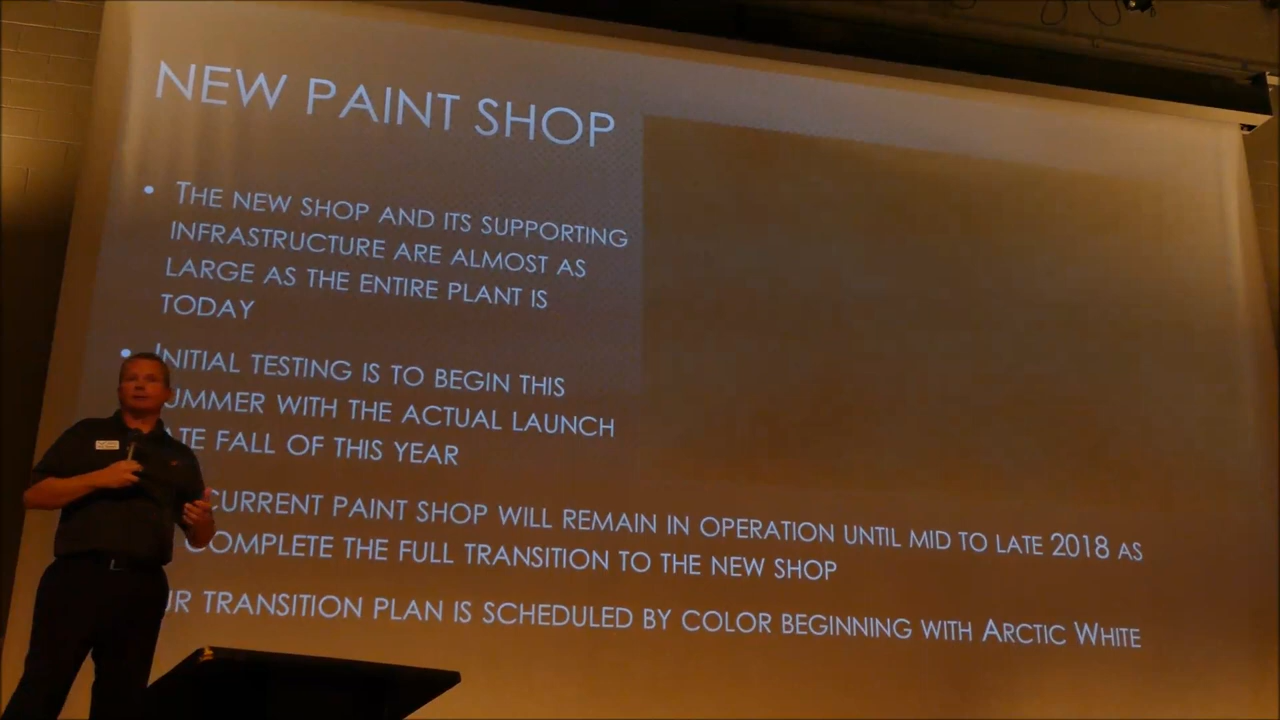 NEW PAINT SHOP
• THE NEW SHOP AND ITS SUPPORTING
INFRASTRUCTURE ARE ALMOST AS
LARGE AS THE ENTIRE PLANT IS
TODAY
• INITIAL TESTING IS TO BEGIN THIS
UMMER WITH THE ACTUAL LAUNCH
ATE FALL OF THIS YEAR
CURRENT PAINT SHOP WILL REMAIN IN OPERATION UNTIL MID TO LATE 2018 AS
COMPLETE THE FULL TRANSITION TO THE NEW SHOP
UR TRANSITION PLAN IS SCHEDULED BY COLOR BEGINNING WITH ARCTIC WHITE